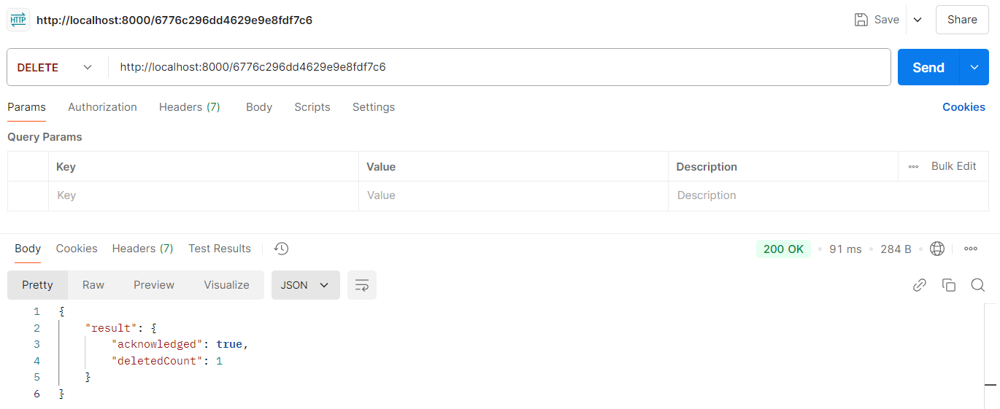 HTTP http://localhost:8000/6776c296dd4629e9e8fdf7c6 Save Share
DELETE http://localhost:8000/6776c296dd4629e9e8fdf7c6 Send
Params Authorization Headers (7) Body Scripts Settings Cookies
Query Params
Key Value Description Bulk Edit
Key Value Description
Body Cookies Headers (7) Test Results 200 OK 91 ms 284 B
Pretty Raw Preview Visualize JSON
1 {
2 "result": {
3 "acknowledged": true,
4 "deletedCount": 1
5 }
6 }